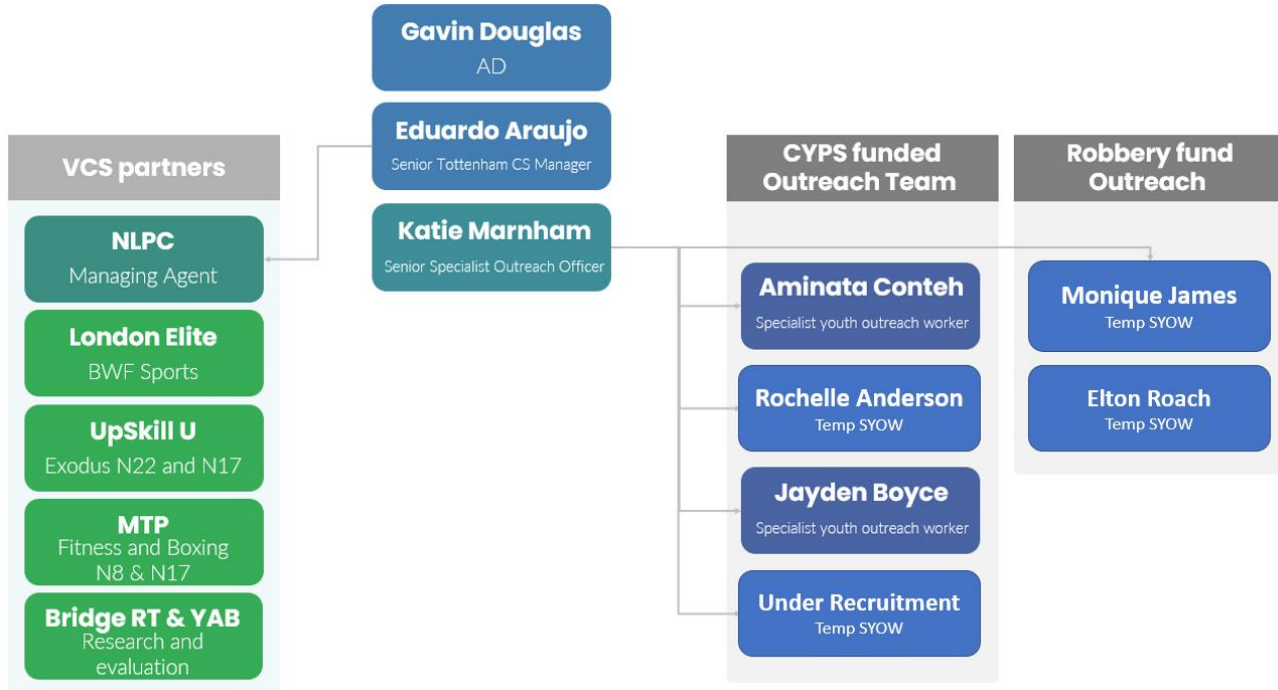 Gavin Douglas
AD
Eduardo Araujo
Senior Tottenham CS Manager
Katie Marnham
Senior Specialist Outreach Officer
VCS partners
NLPC
Managing Agent
London Elite
BWF Sports
UpSkill U
Exodus N22 and N17
MTP
Fitness and Boxing
N8 & N17
Bridge RT & YAB
Research and
evaluation
CYPS funded
Outreach Team
Aminata Conteh
Specialist youth outreach worker
Rochelle Anderson
Temp SYOW
Jayden Boyce
Specialist youth outreach worker
Under Recruitment
Temp SYOW
Robbery fund
Outreach
Monique James
Temp SYOW
Elton Roach
Temp SYOW